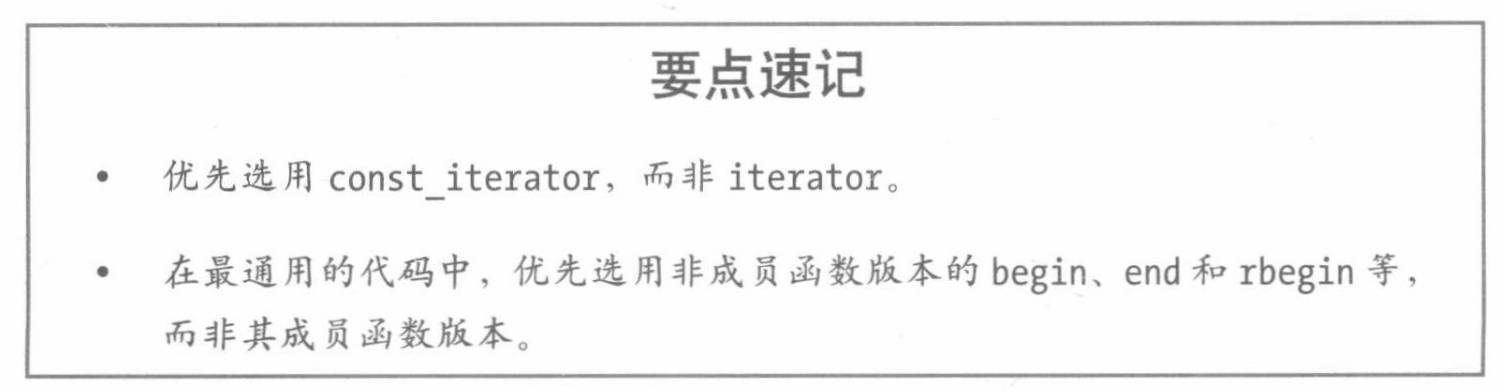 要点速记
• 优先选用 const_iterator，而非 iterator。
• 在最通用的代码中，优先选用非成员函数版本的 begin、end 和 rbegin 等，
而非其成员函数版本。